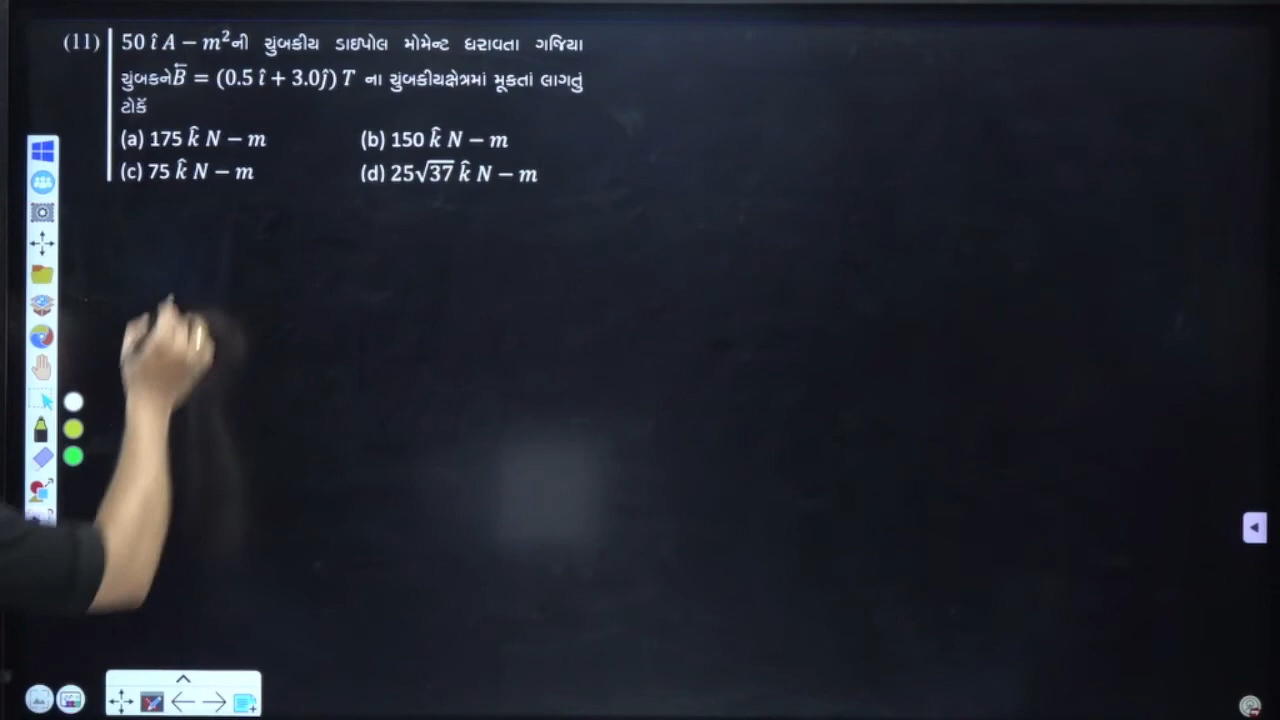 (11) 50 î A − m²ની ચુંબકીય ડાઇપોલ મોમેન્ટ ધરાવતા ગજિયા
ચુંબકને B⃖ = (0.5 î + 3.0ĵ) T ના ચુંબકીયક્ષેત્રમાં મૂકતાં લાગતું
ટોર્ક
(a) 175 k̂ N − m (b) 150 k̂ N − m
(c) 75 k̂ N − m (d) 25√37 k̂ N − m